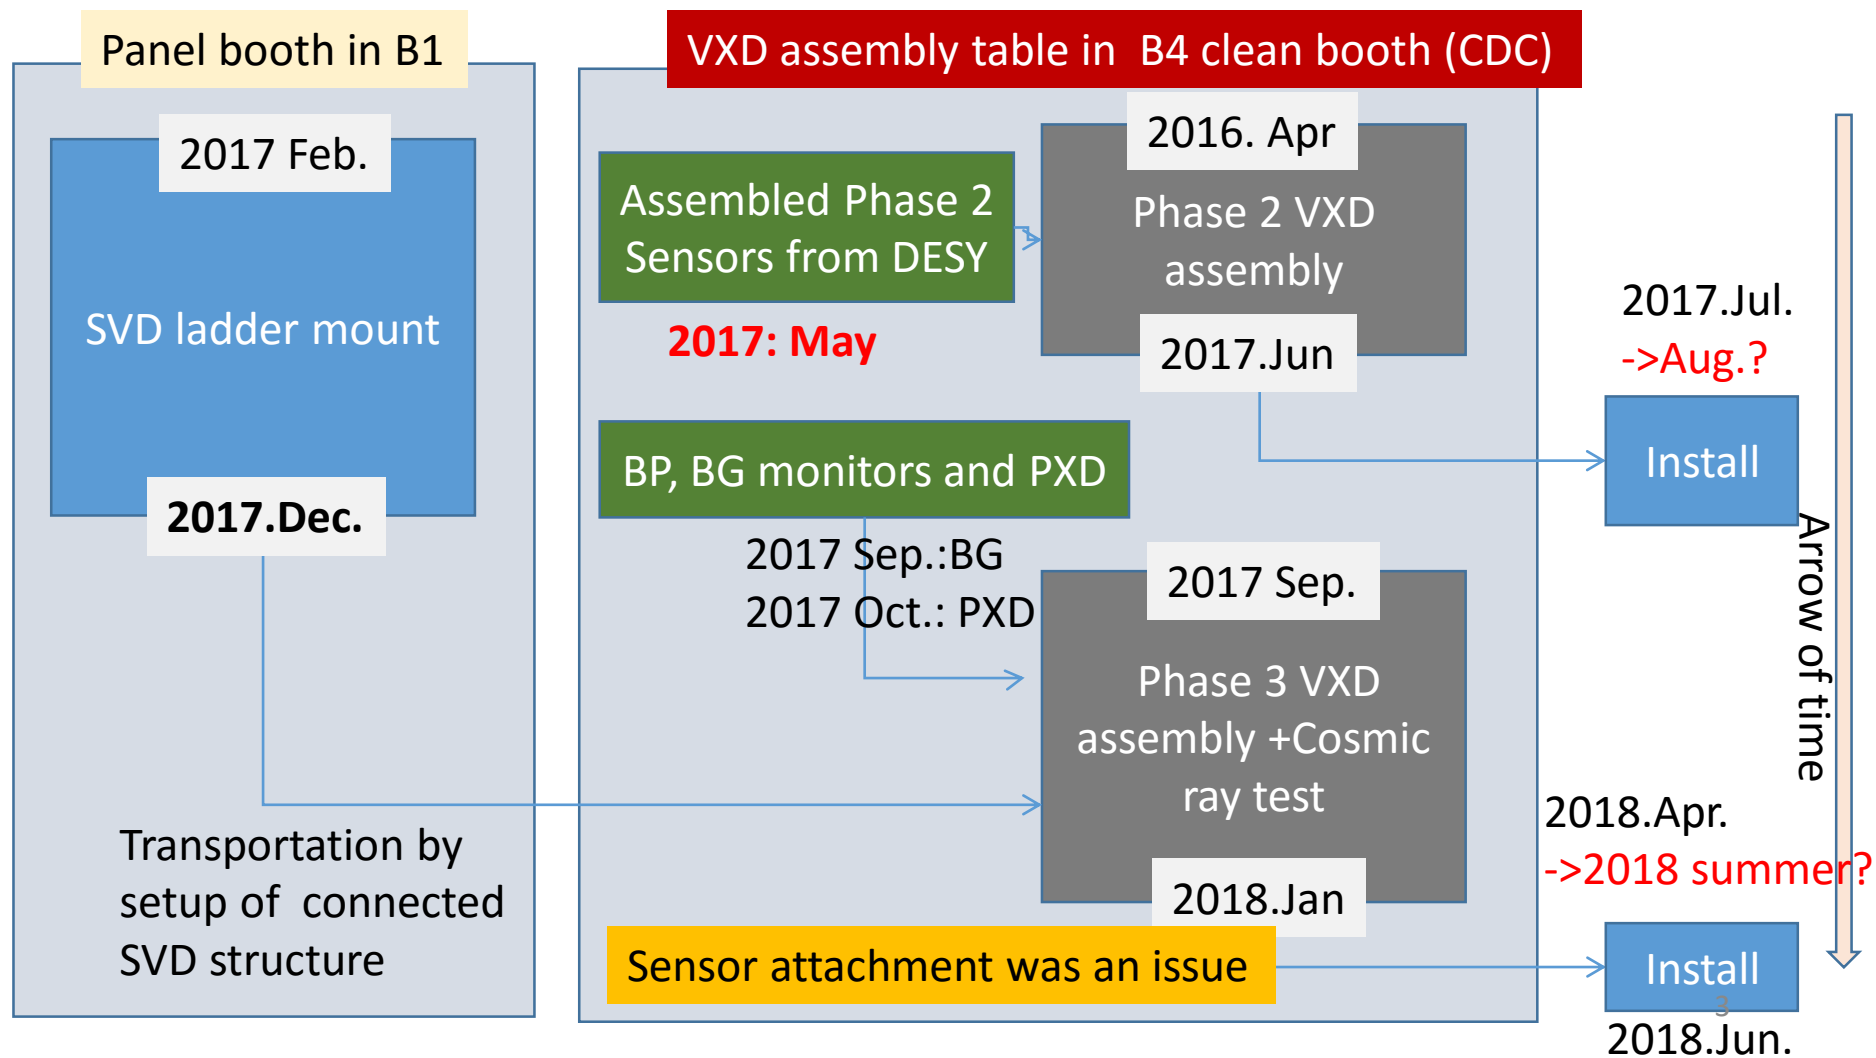 Panel booth in B1
2017 Feb.
SVD ladder mount
2017.Dec.
Transportation by
setup of connected
SVD structure
VXD assembly table in B4 clean booth (CDC)
Assembled Phase 2
Sensors from DESY
2017: May
2016. Apr
Phase 2 VXD
assembly
2017.Jun
BP, BG monitors and PXD
2017 Sep.:BG
2017 Oct.: PXD
2017 Sep.
Phase 3 VXD
assembly +Cosmic
ray test
2018.Jan
Sensor attachment was an issue
2017.Jul.
->Aug.?
Install
Arrow of time
2018.Apr.
->2018 summer?
Install
3
2018.Jun.